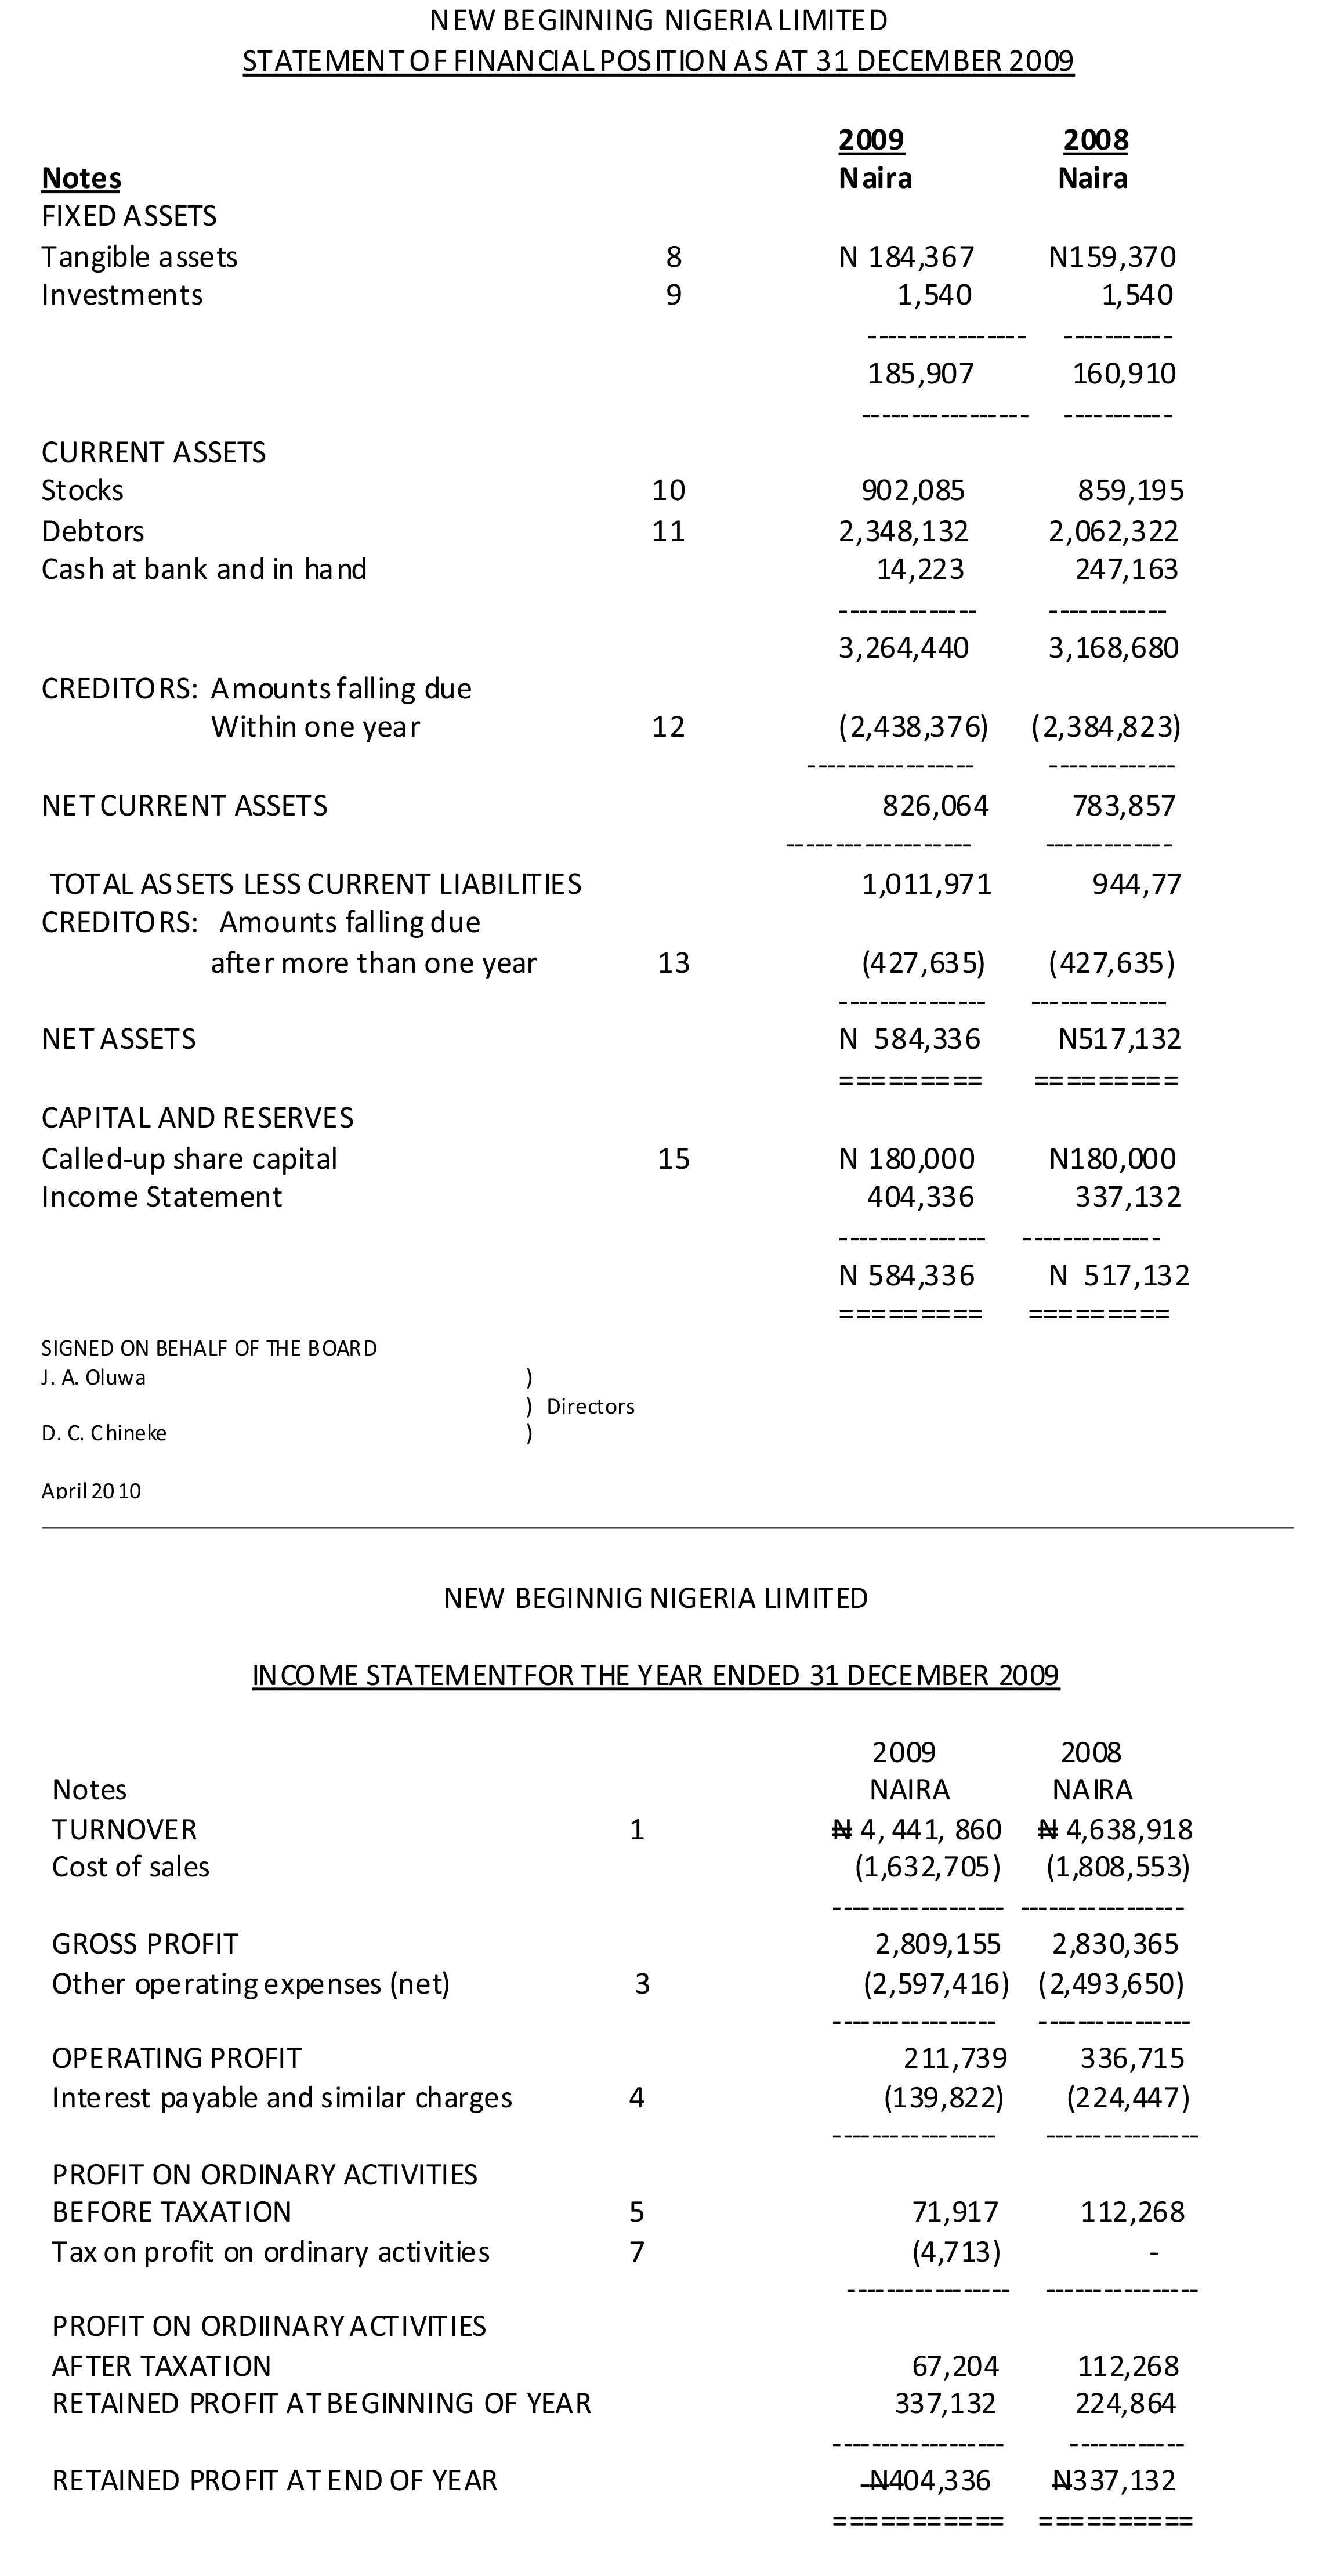 NEW BEGINNING NIGERIA LIMITED
STATEMENT OF FINANCIAL POSITION AS AT 31 DECEMBER 2009
2009 2008
Notes Naira Naira
FIXED ASSETS
Tangible assets 8 N 184,367 N159,370
Investments 9 1,540 1,540
---------------- -----------
185,907 160,910
---------------- -----------
CURRENT ASSETS
Stocks 10 902,085 859,195
Debtors 11 2,348,132 2,062,322
Cash at bank and in hand 14,223 247,163
-------------- ------------
3,264,440 3,168,680
CREDITORS: Amounts falling due
Within one year 12 (2,438,376) (2,384,823)
----------------- -------------
NET CURRENT ASSETS 826,064 783,857
------------------- -------------
TOTAL ASSETS LESS CURRENT LIABILITIES 1,011,971 944,77
CREDITORS: Amounts falling due
after more than one year 13 (427,635) (427,635)
--------------- --------------
NET ASSETS N 584,336 N517,132
========= =========
CAPITAL AND RESERVES
Called-up share capital 15 N 180,000 N180,000
Income Statement 404,336 337,132
--------------- --------------
N 584,336 N 517,132
========= =========
SIGNED ON BEHALF OF THE BOARD
J. A. Oluwa )
) Directors
D. C. Chineke )
April 2010
NEW BEGINNIG NIGERIA LIMITED
INCOME STATEMENTFOR THE YEAR ENDED 31 DECEMBER 2009
2009 2008
Notes NAIRA NAIRA
TURNOVER 1 ₦ 4, 441, 860 ₦ 4,638,918
Cost of sales (1,632,705) (1,808,553)
------------------ -----------------
GROSS PROFIT 2,809,155 2,830,365
Other operating expenses (net) 3 (2,597,416) (2,493,650)
----------------- ----------------
OPERATING PROFIT 211,739 336,715
Interest payable and similar charges 4 (139,822) (224,447)
----------------- ----------------
PROFIT ON ORDINARY ACTIVITIES
BEFORE TAXATION 5 71,917 112,268
Tax on profit on ordinary activities 7 (4,713) -
----------------- ----------------
PROFIT ON ORDIINARY ACTIVITIES
AFTER TAXATION 67,204 112,268
RETAINED PROFIT AT BEGINNING OF YEAR 337,132 224,864
------------------ ------------
RETAINED PROFIT AT END OF YEAR N404,336 N337,132
=========== ==========